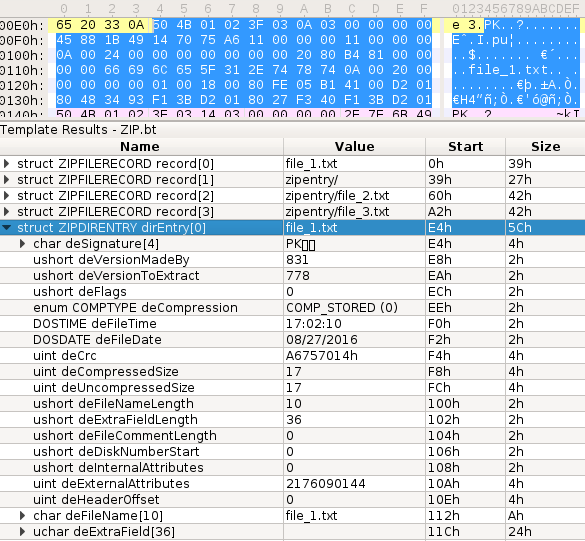 0 1 2 3 4 5 6 7 8 9 A B C D E F 0123456789ABCDEF
00E0h: 65 20 33 0A 50 4B 01 02 3F 03 0A 03 00 00 00 00 e 3.PK..?.......
00F0h: 45 88 1B 49 14 70 75 A6 11 00 00 00 11 00 00 00 Eˆ.I.pu¦........
0100h: 0A 00 24 00 00 00 00 00 00 00 20 80 B4 81 00 00 ..$....... €´...
0110h: 00 00 66 69 6C 65 5F 31 2E 74 78 74 0A 00 20 00 ..file_1.txt.. .
0120h: 00 00 00 00 01 00 18 00 80 FE 05 B1 41 00 D2 01 ........€þ.±A.Ò.
0130h: 80 48 34 93 F1 3B D2 01 80 27 F3 40 F1 3B D2 01 €H4“ñ;Ò.€'ó@ñ;Ò.
0140h: 50 4B 01 02 3F 03 14 03 00 00 00 00 6B 49 PK..?
Template Results - ZIP.bt
Name Value Start Size
struct ZIPFILERECORD record[0] file_1.txt 0h 39h
struct ZIPFILERECORD record[1] zipentry/ 39h 27h
struct ZIPFILERECORD record[2] zipentry/file_2.txt 60h 42h
struct ZIPFILERECORD record[3] zipentry/file_3.txt A2h 42h
struct ZIPDIRENTRY dirEntry[0] file_1.txt E4h 5Ch
char deSignature[4] PK E4h 4h
ushort deVersionMadeBy 831 E8h 2h
ushort deVersionToExtract 778 EAh 2h
ushort deFlags 0 ECh 2h
enum COMPTYPE deCompression COMP_STORED (0) EEh 2h
DOSTIME deFileTime 17:02:10 F0h 2h
DOSDATE deFileDate 08/27/2016 F2h 2h
uint deCrc A6757014h F4h 4h
uint deCompressedSize 17 F8h 4h
uint deUncompressedSize 17 FCh 4h
ushort deFileNameLength 10 100h 2h
ushort deExtraFieldLength 36 102h 2h
ushort deFileCommentLength 0 104h 2h
ushort deDiskNumberStart 0 106h 2h
ushort deInternalAttributes 0 108h 2h
uint deExternalAttributes 2176090144 10Ah 4h
uint deHeaderOffset 0 10Eh 4h
char deFileName[10] file_1.txt 112h Ah
uchar deExtraField[36] 11Ch 24h